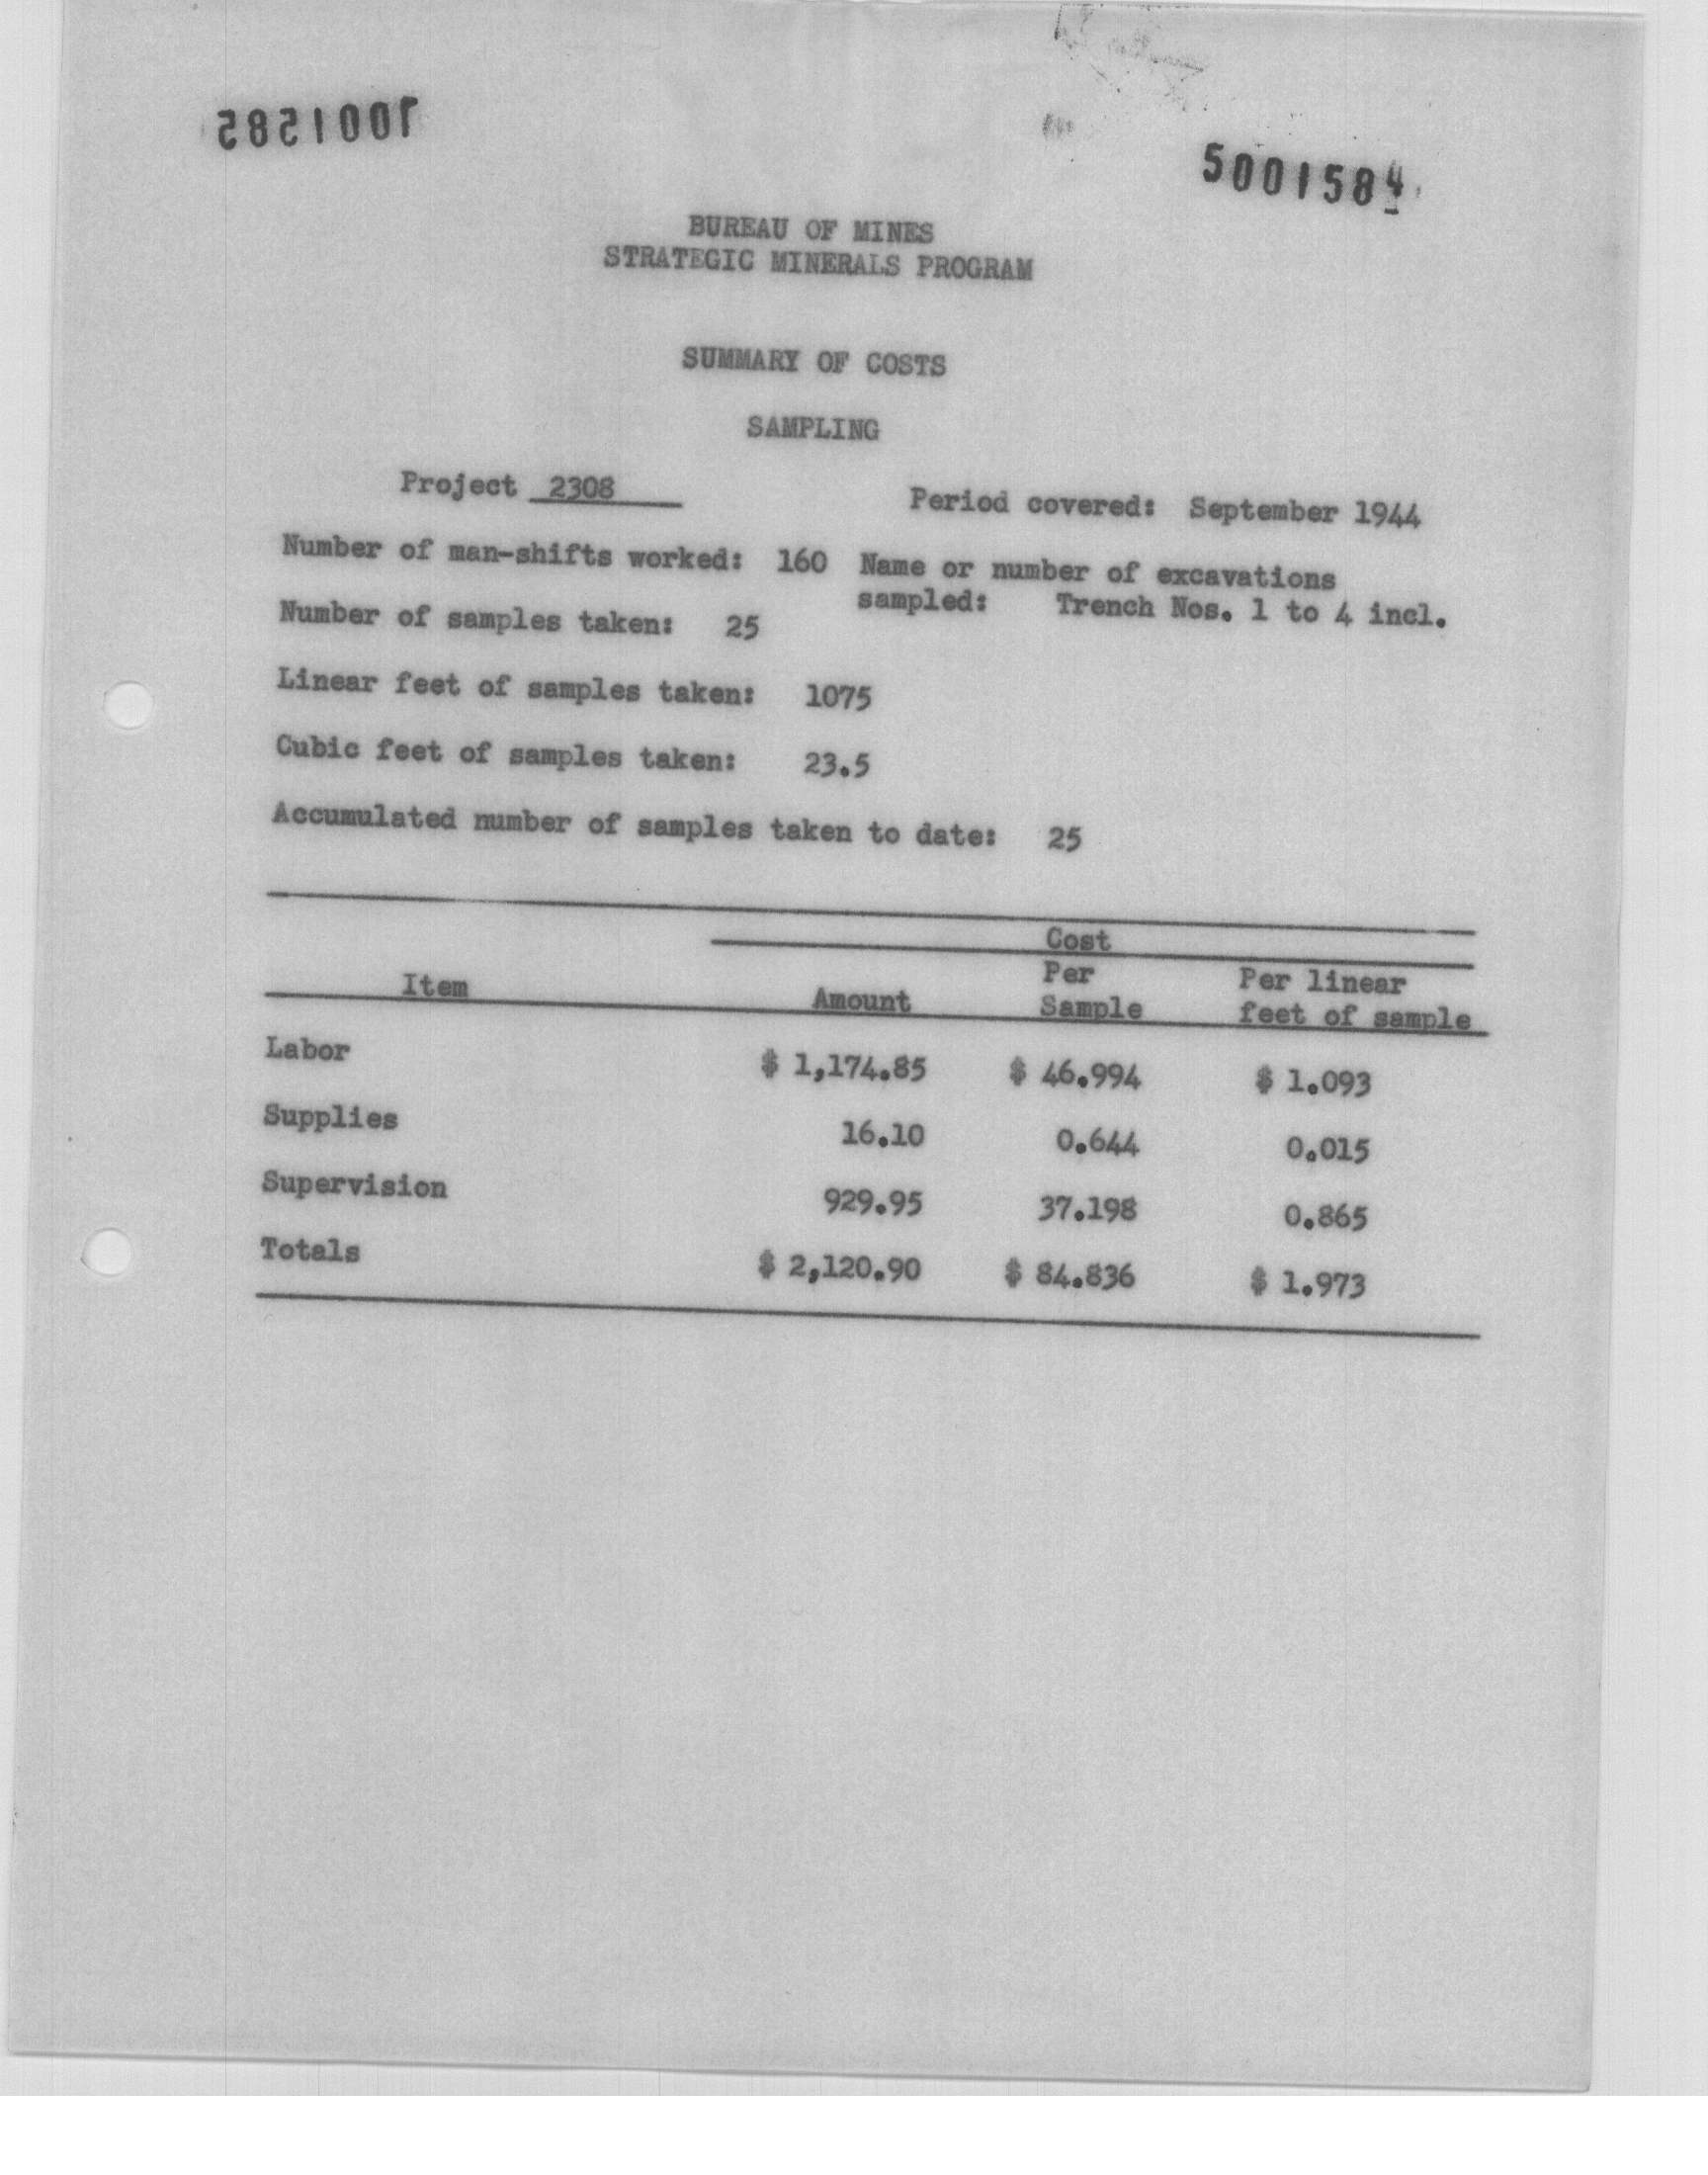 5001584
BUREAU OF MINES
STRATEGIC MINERALS PROGRAM
SUMMARY OF COSTS
SAMPLING
Project 2308 Period covered: September 1944
Number of man-shifts worked: 160 Name or number of excavations
sampled: Trench Nos. 1 to 4 incl.
Number of samples taken: 25
Linear feet of samples taken: 1075
Cubic feet of samples taken: 23.5
Accumulated number of samples taken to date: 25
Cost
Item Amount Per Sample Per linear feet of sample
Labor $ 1,174.85 $ 46.994 $ 1.093
Supplies 16.10 0.644 0.015
Supervision 929.95 37.198 0.865
Totals $ 2,120.90 $ 84.836 $ 1.973